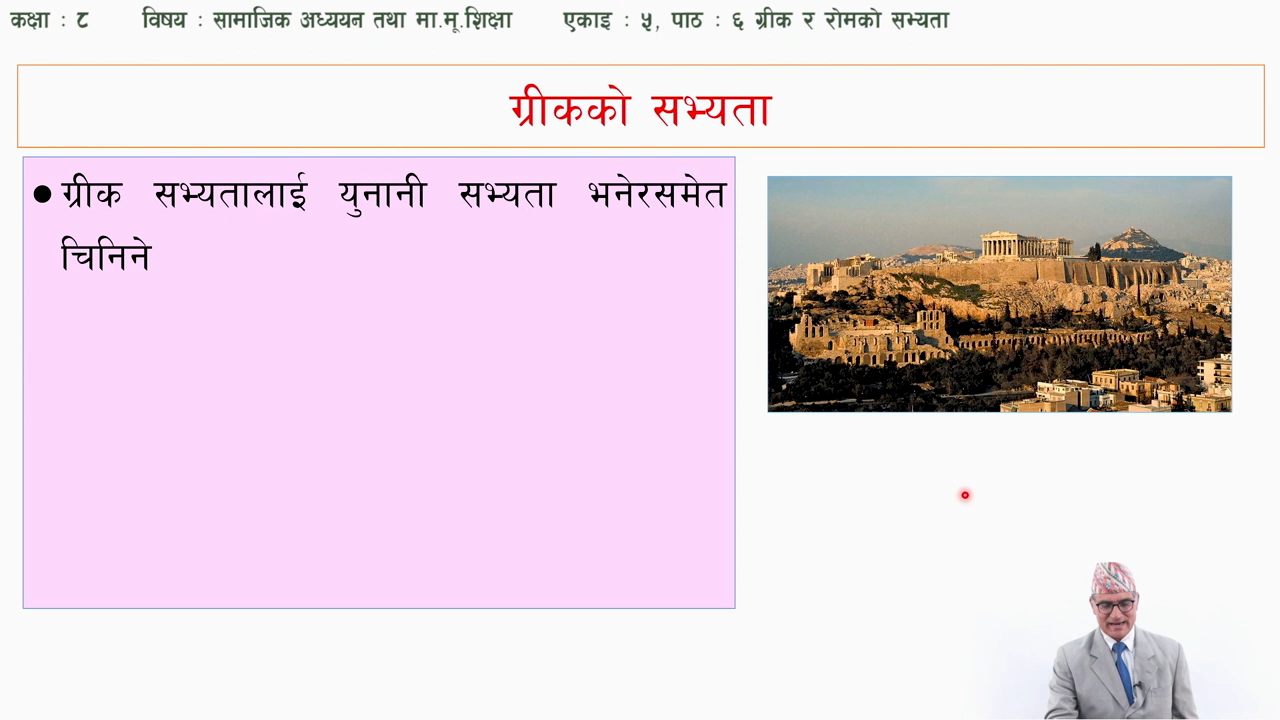 कक्षा : ८ विषय : सामाजिक अध्ययन तथा मा.मू.शिक्षा एकाइ : ५, पाठ : ६ ग्रीक र रोमको सभ्यता
ग्रीकको सभ्यता
● ग्रीक सभ्यतालाई युनानी सभ्यता भनेरसमेत
चिनिने